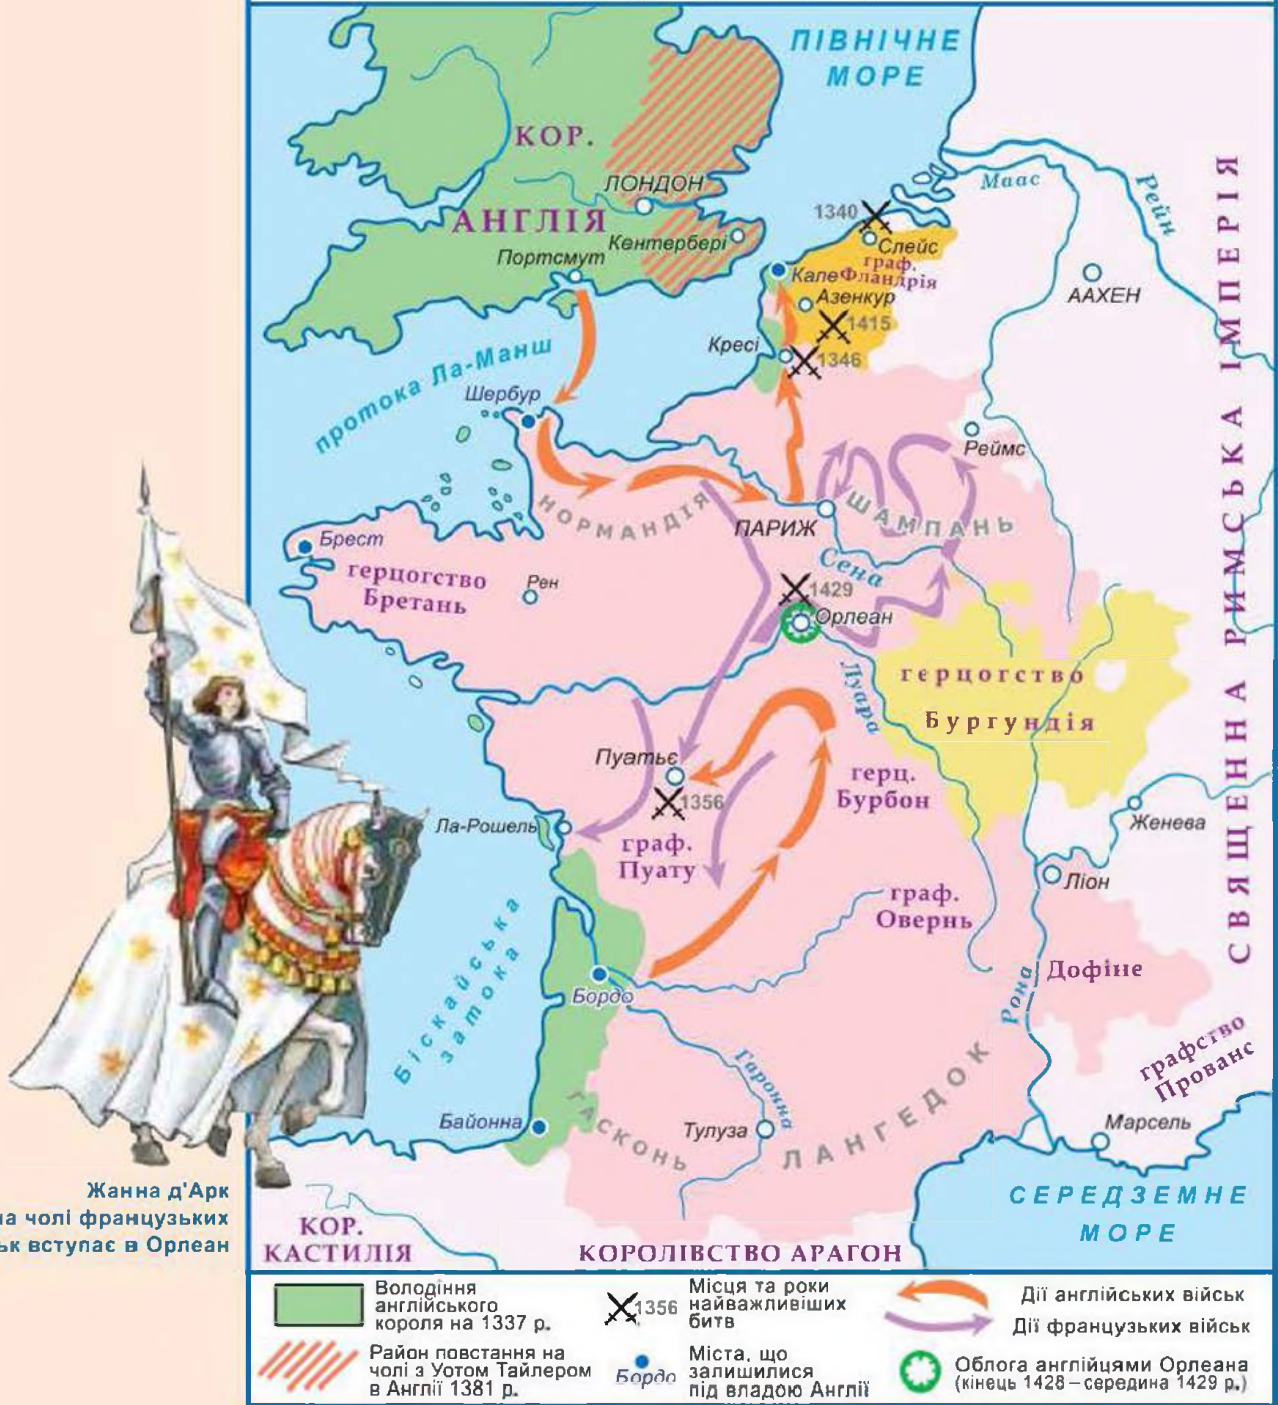 ПІВНІЧНЕ
МОРЕ
КОР.
АНГЛІЯ
ЛОНДОН
Кентербері
Портсмут
Маас
Рейн
1340
Слейс
граф.
Фландрія
Кале
Азенкур
1415
ААХЕН
Кресі
1346
протока Ла-Манш
Шербур
Реймс
НОРМАНДІЯ
ПАРИЖ
ШАМПАНЬ
Сена
СВЯЩЕННА РИМСЬКА ІМПЕРІЯ
Брест
герцогство
Бретань
Рен
1429
Орлеан
Луара
герцогство
Бургундія
Пуатьє
1356
герц.
Бурбон
Ла-Рошель
граф.
Пуату
Женева
Ліон
граф.
Овернь
Біскайська
затока
Бордо
Рона
Дофіне
графство
Прованс
Гаронна
ГАСКОНЬ
ЛАНГЕДОК
Байонна
Тулуза
Марсель
СЕРЕДЗЕМНЕ
МОРЕ
КОР.
КАСТИЛІЯ
КОРОЛІВСТВО АРАГОН
Жанна д'Арк
на чолі французьких
ьк вступає в Орлеан
Володіння
англійського
короля на 1337 р.
Район повстання на
чолі з Уотом Тайлером
в Англії 1381 р.
1356
Місця та роки
найважливіших
битв
Бордо
Міста, що
залишилися
під владою Англії
Дії англійських військ
Дії французьких військ
Облога англійцями Орлеана
(кінець 1428 – середина 1429 р.)